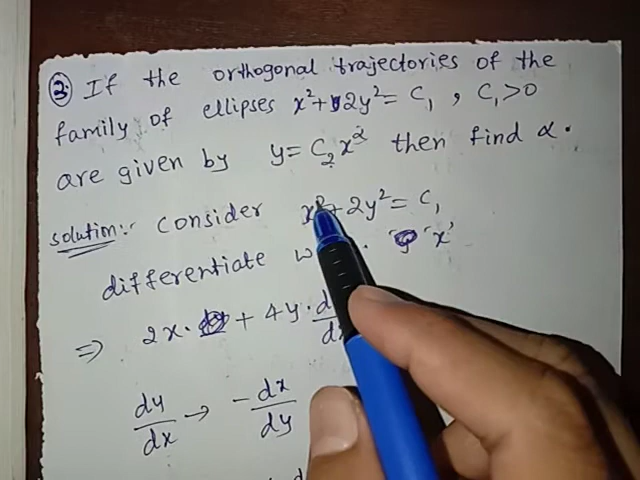 ③ If the orthogonal trajectories of the
family of ellipses x²+2y²= C₁ , C₁>0
are given by y= C₂x^α then find α.
solution:- Consider x²+2y² = C₁
differentiate w 'x'
⇒ 2x. + 4y.
dy/dx → -dx/dy